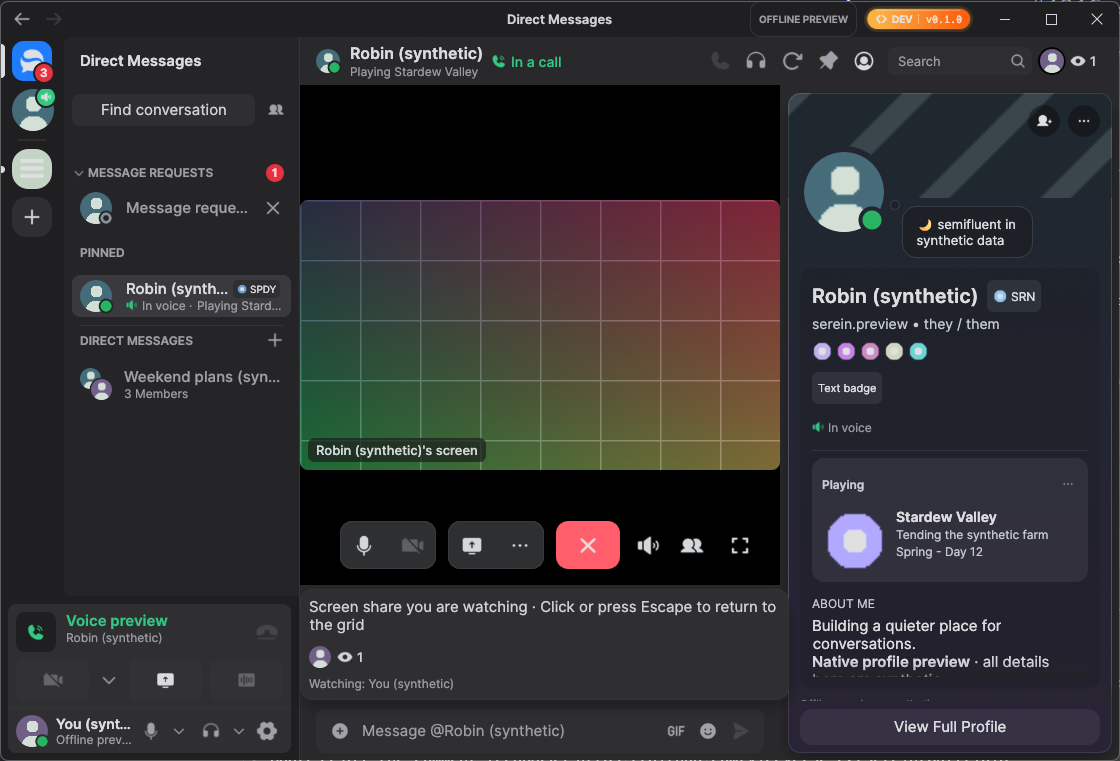 Direct Messages
OFFLINE PREVIEW
DEV
v0.1.0
3
Direct Messages
Find conversation
MESSAGE REQUESTS
1
Message reque...
PINNED
Robin (synth...
SPDY
In voice · Playing Stard...
DIRECT MESSAGES
Weekend plans (syn...
3 Members
Voice preview
Robin (synthetic)
You (synt...
Offline prev...
Robin (synthetic)
Playing Stardew Valley
In a call
Search
1
Robin (synthetic)'s screen
Screen share you are watching · Click or press Escape to return to
the grid
1
Watching: You (synthetic)
Message @Robin (synthetic)
GIF
semifluent in
synthetic data
Robin (synthetic)
SRN
serein.preview • they / them
Text badge
In voice
Playing
Stardew Valley
Tending the synthetic farm
Spring - Day 12
ABOUT ME
Building a quieter place for
conversations.
Native profile preview · all details
View Full Profile